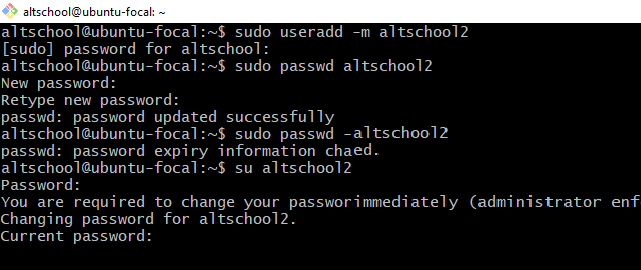 altschool@ubuntu-focal: ~
altschool@ubuntu-focal:~$ sudo useradd -m altschool2
[sudo] password for altschool:
altschool@ubuntu-focal:~$ sudo passwd altschool2
New password:
Retype new password:
passwd: password updated successfully
altschool@ubuntu-focal:~$ sudo passwd -altschool2
passwd: password expiry information chaed.
altschool@ubuntu-focal:~$ su altschool2
Password:
You are required to change your passworimmediately (administrator enf
Changing password for altschool2.
Current password: